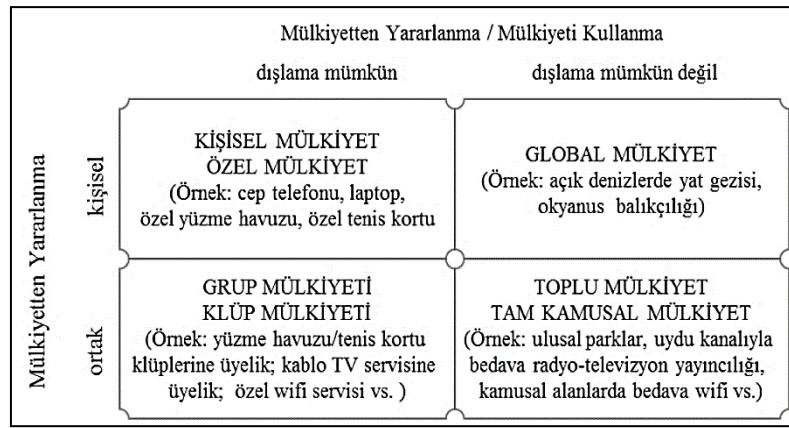 Mülkiyetten Yararlanma / Mülkiyeti Kullanma
dışlama mümkün
dışlama mümkün değil
Mülkiyetten Yararlanma
kişisel
KİŞİSEL MÜLKİYET
ÖZEL MÜLKİYET
(Örnek: cep telefonu, laptop,
özel yüzme havuzu, özel tenis kortu
GLOBAL MÜLKİYET
(Örnek: açık denizlerde yat gezisi,
okyanus balıkçılığı)
ortak
GRUP MÜLKİYETİ
KLÜP MÜLKİYETİ
(Örnek: yüzme havuzu/tenis kortu
klüplerine üyelik; kablo TV servisine
üyelik; özel wifi servisi vs. )
TOPLU MÜLKİYET
TAM KAMUSAL MÜLKİYET
(Örnek: ulusal parklar, uydu kanalıyla
bedava radyo-televizyon yayıncılığı,
kamusal alanlarda bedava wifi vs.)